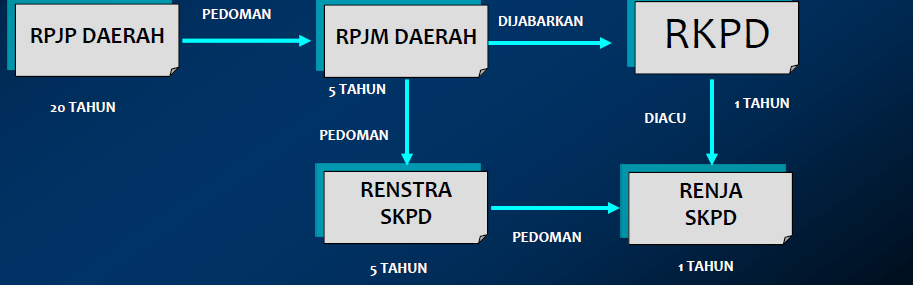 PEDOMAN
RPJP DAERAH
RPJM DAERAH
DIJABARKAN
RKPD
20 TAHUN
5 TAHUN
1 TAHUN
PEDOMAN
DIACU
RENSTRA
SKPD
RENJA
SKPD
PEDOMAN
5 TAHUN
1 TAHUN